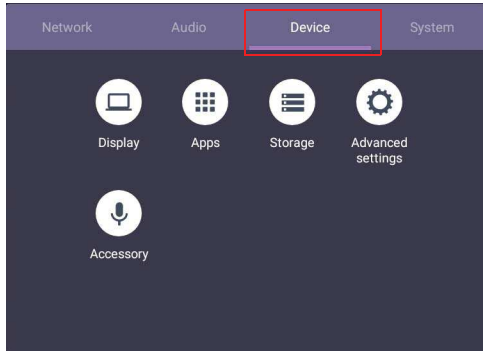 Network Audio Device System
Display Apps Storage Advanced settings
Accessory